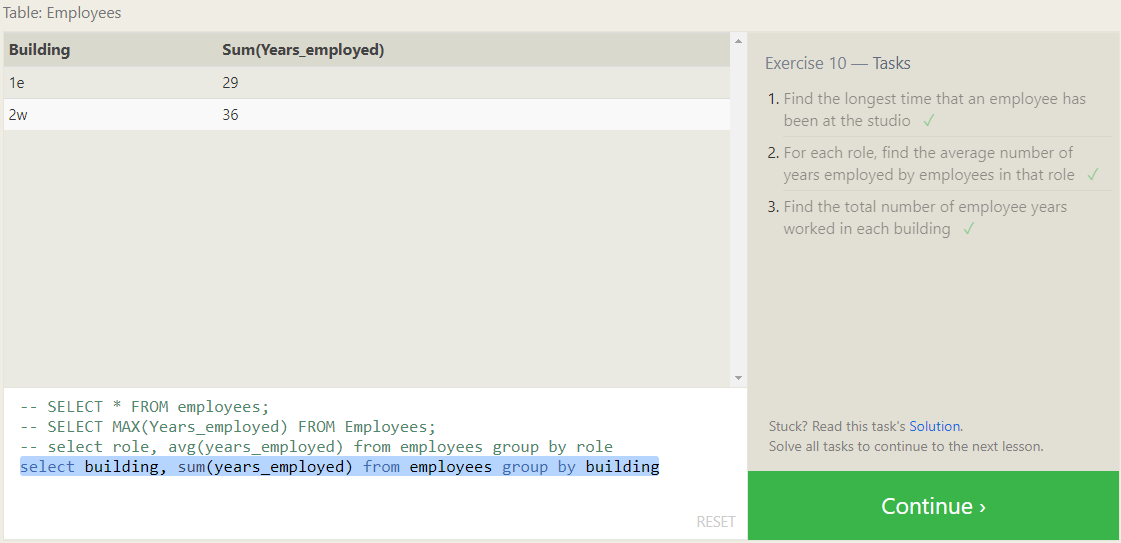 Table: Employees
Building Sum(Years_employed)
1e 29
2w 36
-- SELECT * FROM employees;
-- SELECT MAX(Years_employed) FROM Employees;
-- select role, avg(years_employed) from employees group by role
select building, sum(years_employed) from employees group by building
RESET
Exercise 10 — Tasks
1. Find the longest time that an employee has
been at the studio ✓
2. For each role, find the average number of
years employed by employees in that role ✓
3. Find the total number of employee years
worked in each building ✓
Stuck? Read this task's Solution.
Solve all tasks to continue to the next lesson.
Continue ›